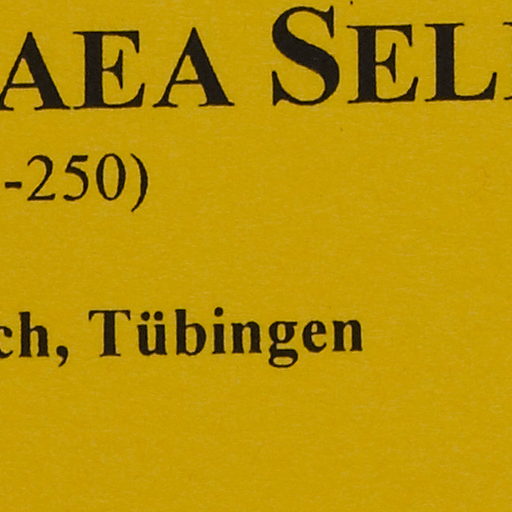 AEA SEL
-250)
ch, Tübingen